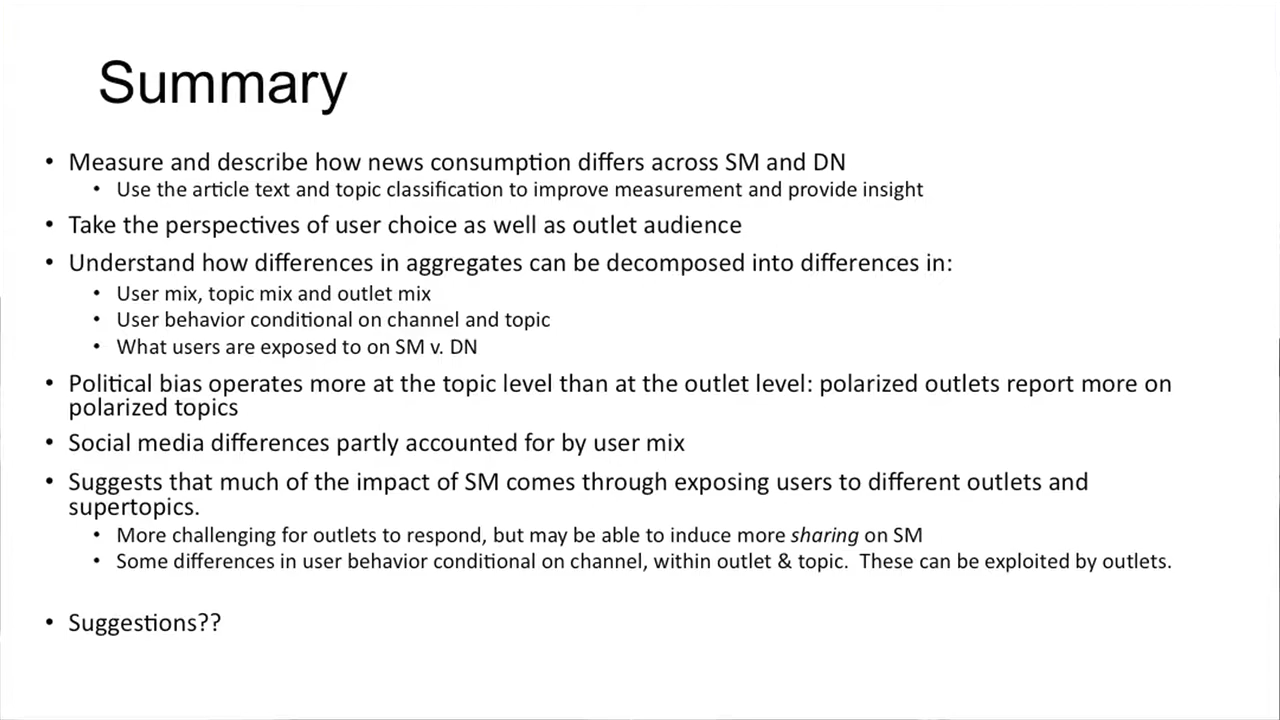 Summary
• Measure and describe how news consumption differs across SM and DN
• Use the article text and topic classification to improve measurement and provide insight
• Take the perspectives of user choice as well as outlet audience
• Understand how differences in aggregates can be decomposed into differences in:
• User mix, topic mix and outlet mix
• User behavior conditional on channel and topic
• What users are exposed to on SM v. DN
• Political bias operates more at the topic level than at the outlet level: polarized outlets report more on
polarized topics
• Social media differences partly accounted for by user mix
• Suggests that much of the impact of SM comes through exposing users to different outlets and
supertopics.
• More challenging for outlets to respond, but may be able to induce more sharing on SM
• Some differences in user behavior conditional on channel, within outlet & topic.  These can be exploited by outlets.
• Suggestions??